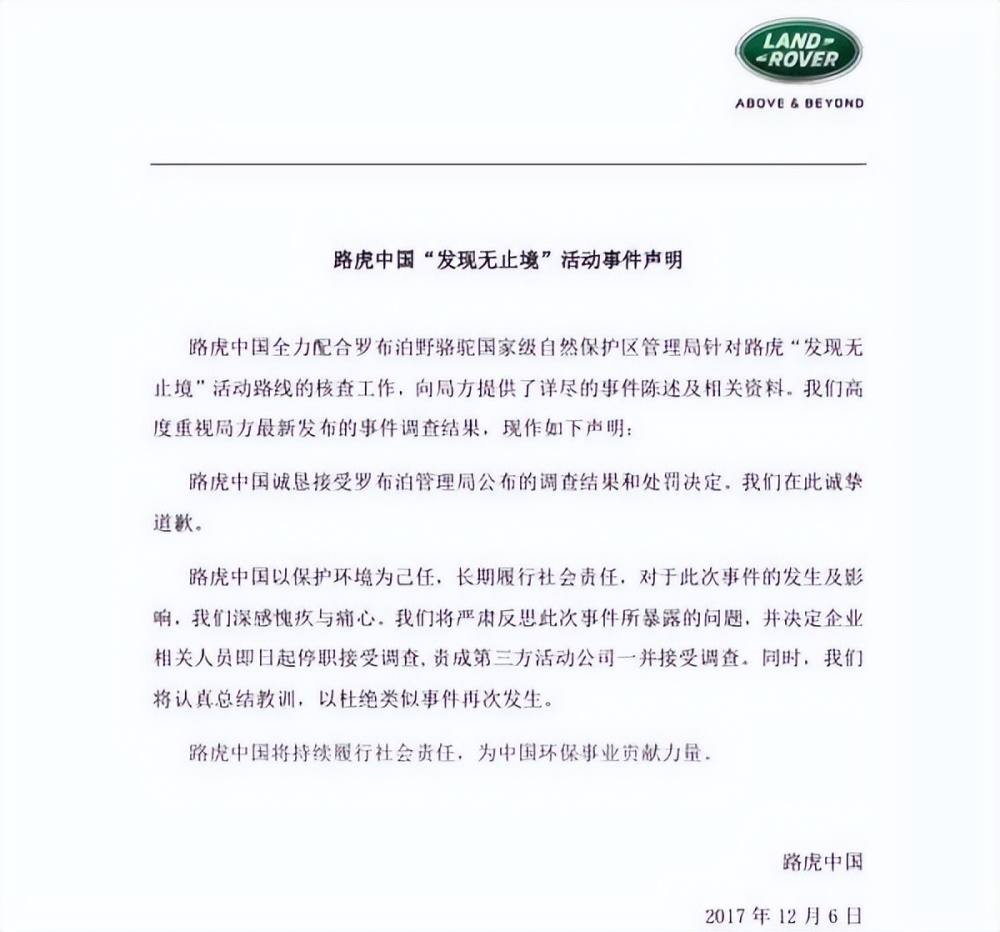 LAND-
-ROVER
ABOVE & BEYOND
路虎中国“发现无止境”活动事件声明
路虎中国全力配合罗布泊野骆驼国家级自然保护区管理局针对路虎“发现无
止境”活动路线的核查工作，向局方提供了详尽的事件陈述及相关资料。我们高
度重视局方最新发布的事件调查结果，现作如下声明：
路虎中国诚恳接受罗布泊管理局公布的调查结果和处罚决定。我们在此诚挚
道歉。
路虎中国以保护环境为己任，长期履行社会责任，对于此次事件的发生及影
响，我们深感愧疚与痛心。我们将严肃反思此次事件所暴露的问题，并决定企业
相关人员即日起停职接受调查，责成第三方活动公司一并接受调查。同时，我们
将认真总结教训，以杜绝类似事件再次发生。
路虎中国将持续履行社会责任，为中国环保事业贡献力量。
路虎中国
2017 年 12 月 6 日